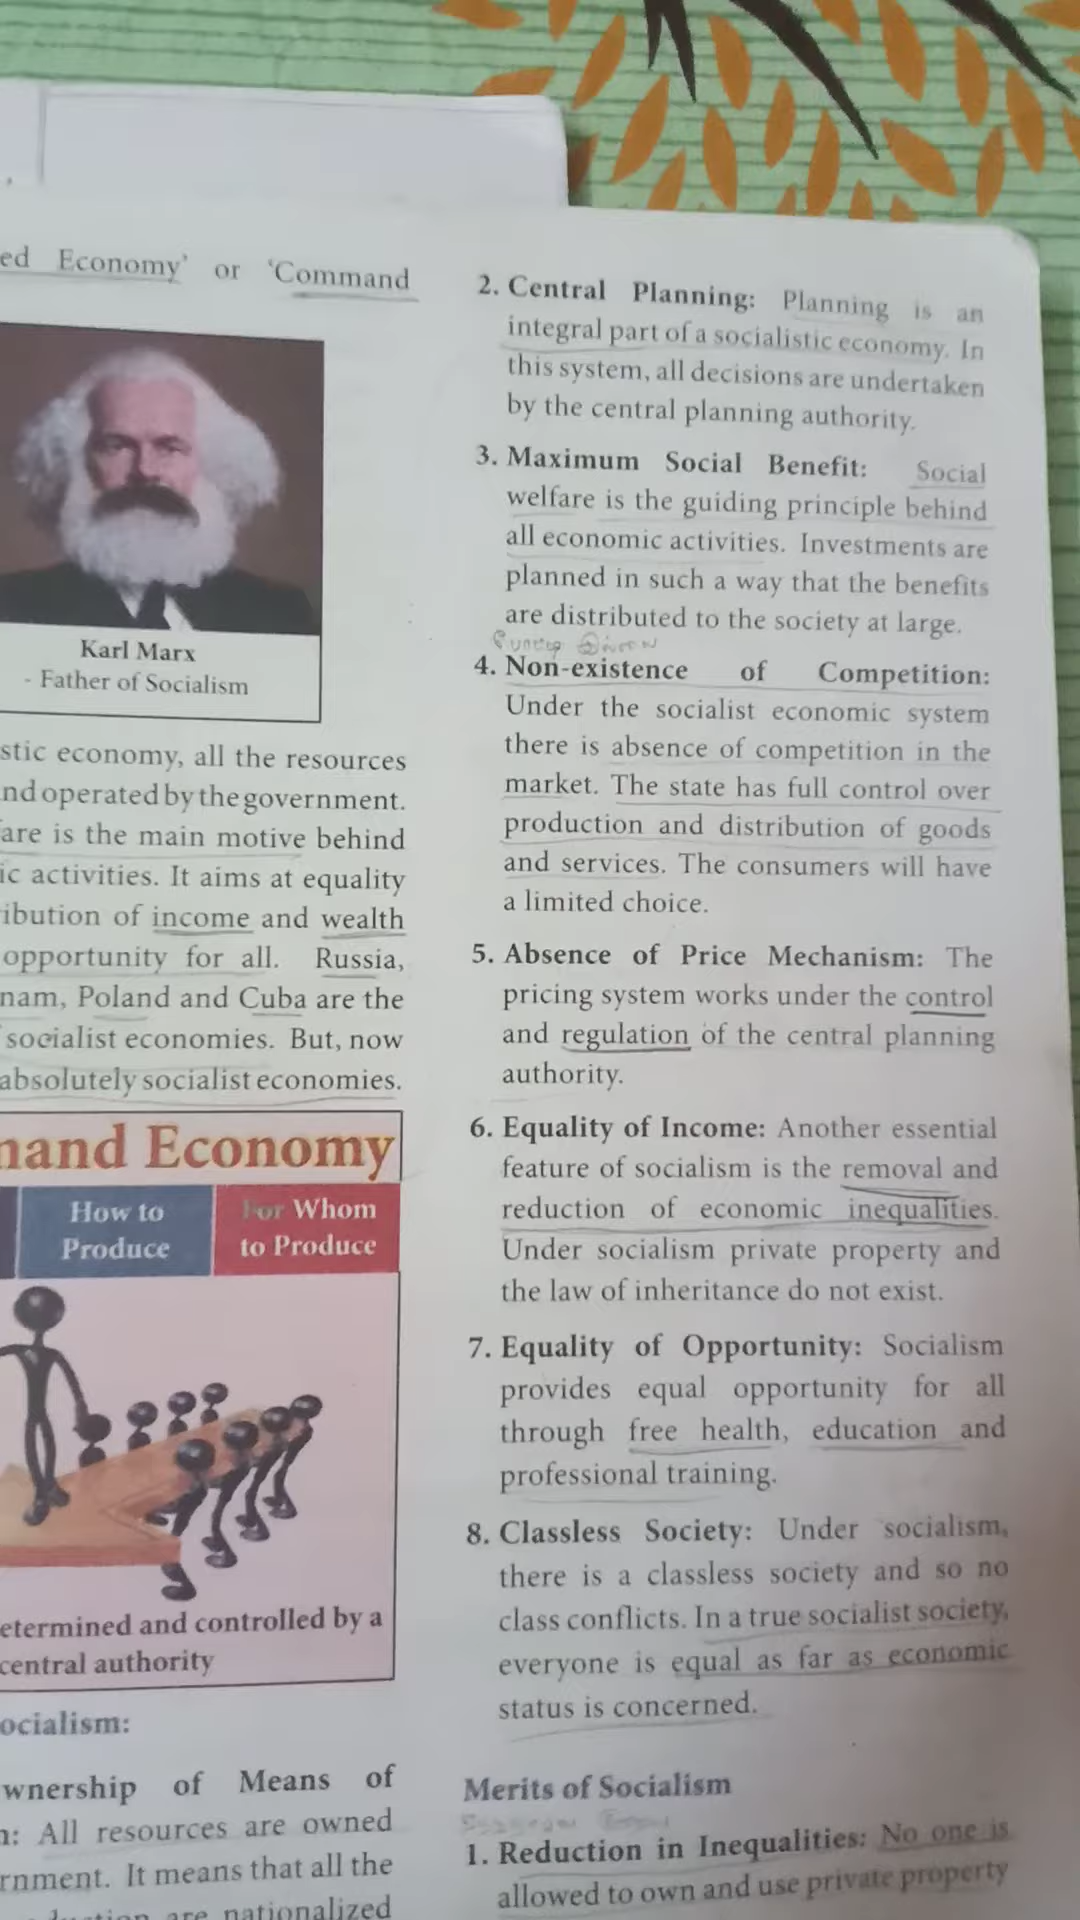 ed Economy’ or ‘Command
Karl Marx
- Father of Socialism
stic economy, all the resources
nd operated by the government.
are is the main motive behind
ic activities. It aims at equality
ribution of income and wealth
opportunity for all. Russia,
nam, Poland and Cuba are the
socialist economies. But, now
absolutely socialist economies.
mand Economy
How to
Produce
For Whom
to Produce
etermined and controlled by a
central authority
ocialism:
wnership of Means of
n: All resources are owned
rnment. It means that all the
are nationalized
2. Central Planning: Planning is an
integral part of a socialistic economy. In
this system, all decisions are undertaken
by the central planning authority.
3. Maximum Social Benefit: Social
welfare is the guiding principle behind
all economic activities. Investments are
planned in such a way that the benefits
are distributed to the society at large.
4. Non-existence of Competition:
Under the socialist economic system
there is absence of competition in the
market. The state has full control over
production and distribution of goods
and services. The consumers will have
a limited choice.
5. Absence of Price Mechanism: The
pricing system works under the control
and regulation of the central planning
authority.
6. Equality of Income: Another essential
feature of socialism is the removal and
reduction of economic inequalities.
Under socialism private property and
the law of inheritance do not exist.
7. Equality of Opportunity: Socialism
provides equal opportunity for all
through free health, education and
professional training.
8. Classless Society: Under socialism,
there is a classless society and so no
class conflicts. In a true socialist society,
everyone is equal as far as economic
status is concerned.
Merits of Socialism
1. Reduction in Inequalities: No one is
allowed to own and use private property